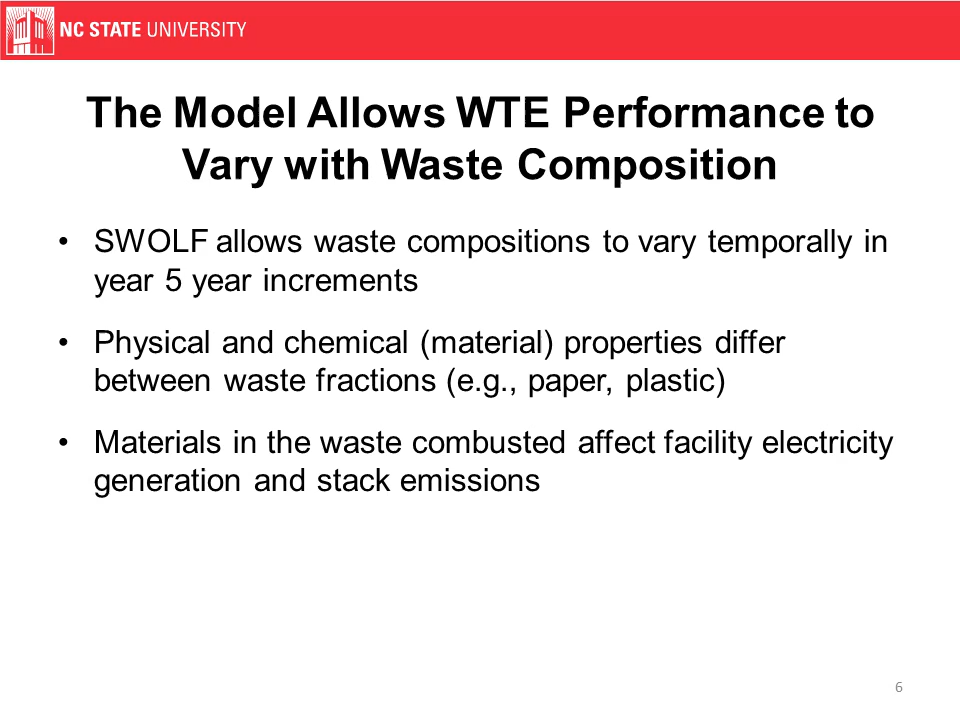 NC STATE UNIVERSITY
The Model Allows WTE Performance to
Vary with Waste Composition
• SWOLF allows waste compositions to vary temporally in
year 5 year increments
• Physical and chemical (material) properties differ
between waste fractions (e.g., paper, plastic)
• Materials in the waste combusted affect facility electricity
generation and stack emissions
6